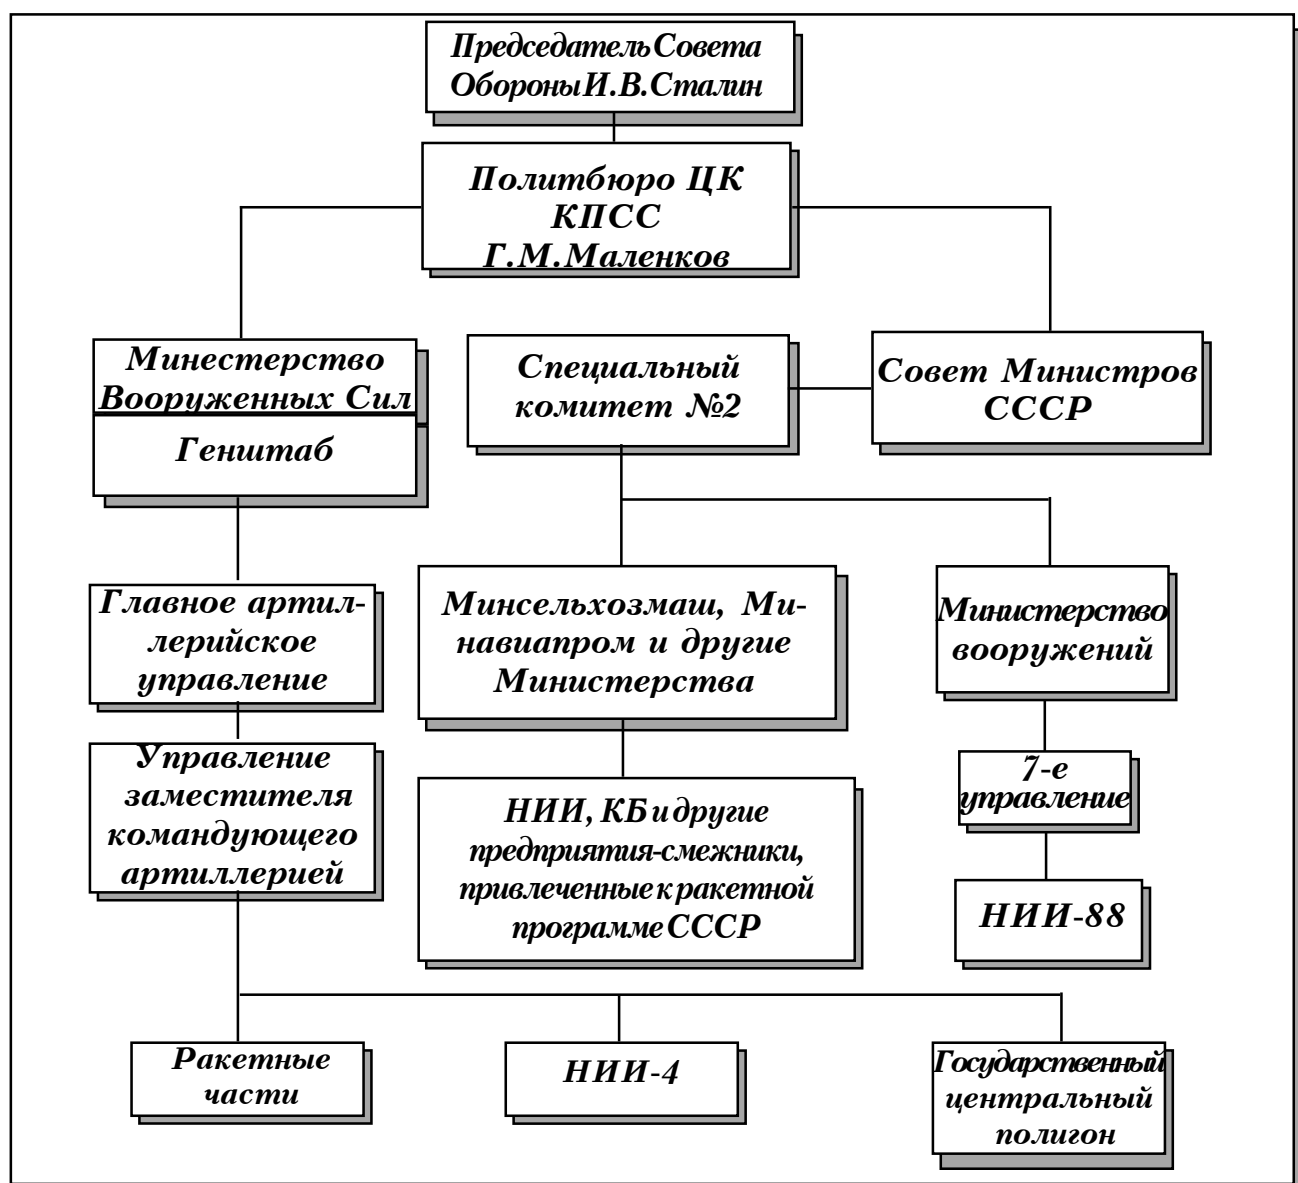 Председатель Совета
Обороны И.В.Сталин
Политбюро ЦК
КПСС
Г.М.Маленков
Минестерство
Вооруженных Сил
Генштаб
Специальный
комитет №2
Совет Министров
СССР
Главное артил-
лерийское
управление
Минсельхозмаш, Ми-
навиапром и другие
Министерства
Министерство
вооружений
Управление
заместителя
командующего
артиллерией
НИИ, КБ и другие
предприятия-смежники,
привлеченные к ракетной
программе СССР
7-е
управление
НИИ-88
Ракетные
части
НИИ-4
Государственный
центральный
полигон